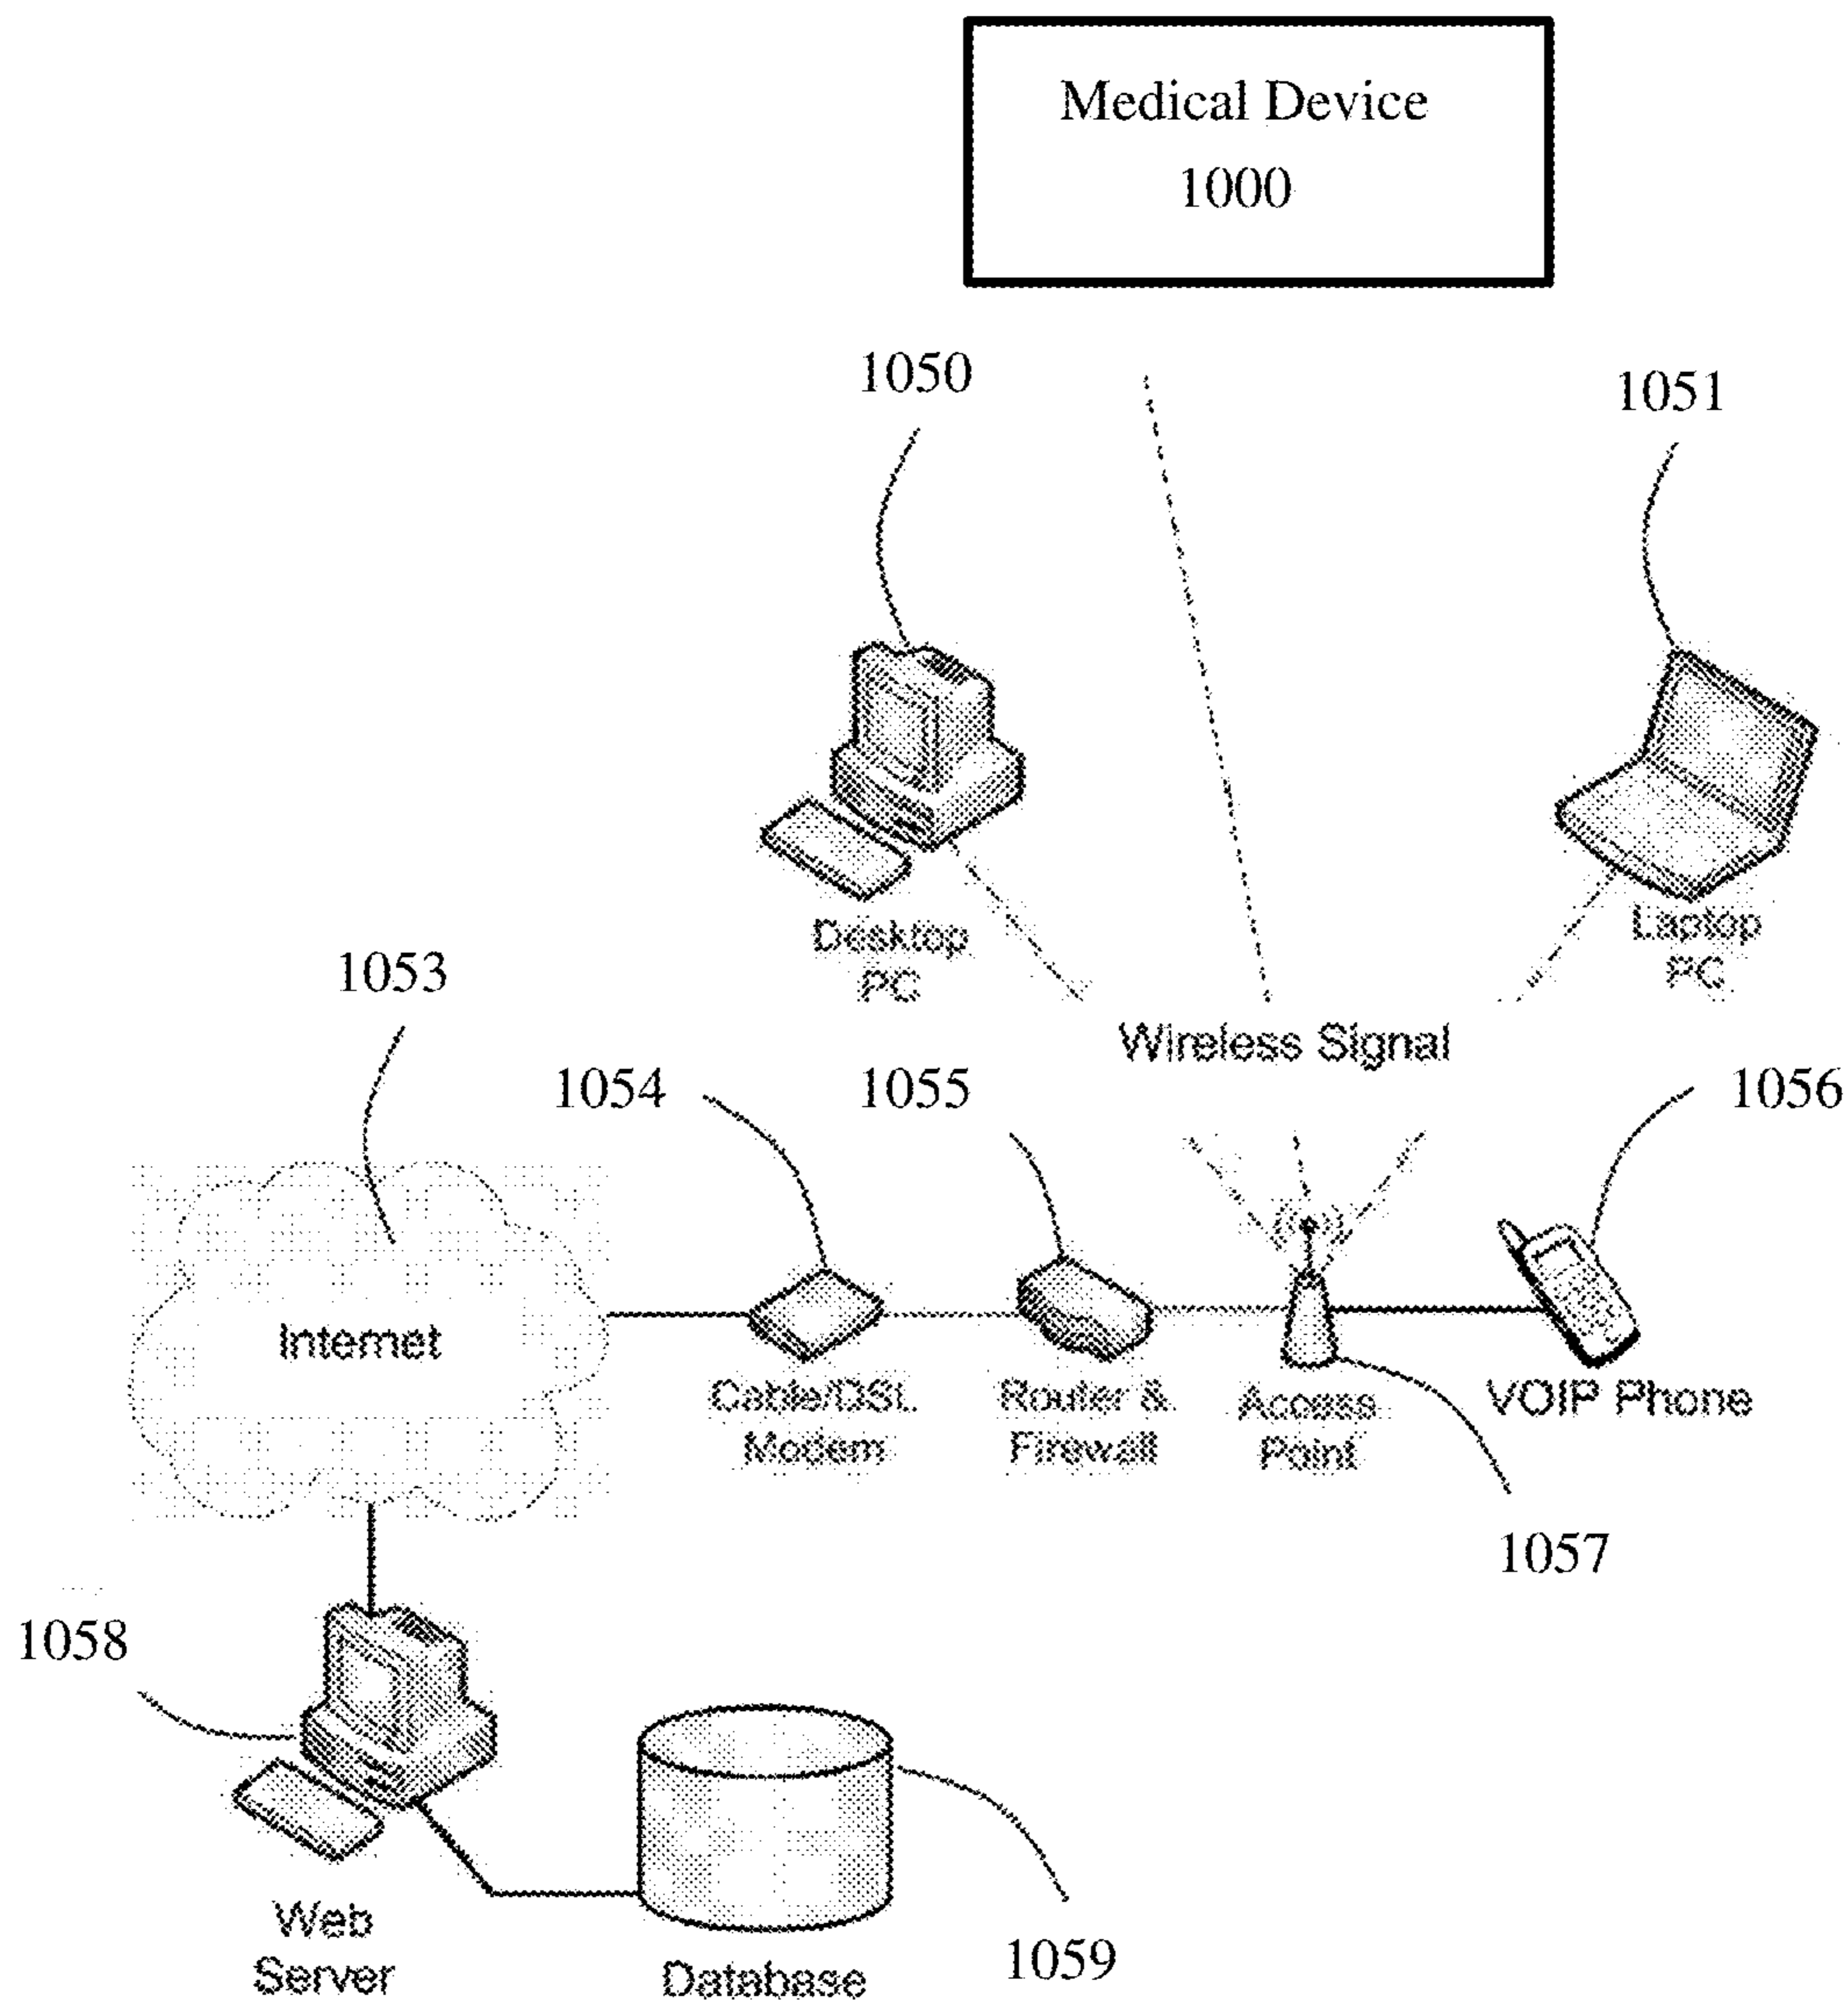 Medical Device
1000
1050
1051
Desktop
PC
Laptop
PC
1053
Wireless Signal
1054
1055
1056
Internet
Cable/DSL
Modem
Router &
Firewall
Access
Point
VOIP Phone
1057
1058
Web
Server
Database
1059